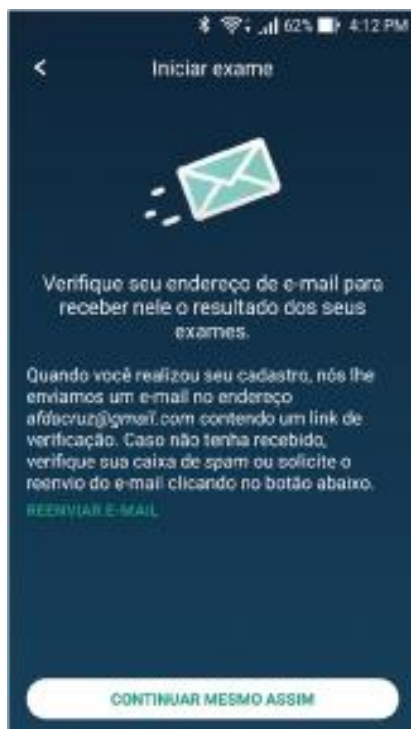 62% 4:12 PM
Iniciar exame
Verifique seu endereço de e-mail para
receber nele o resultado dos seus
exames.
Quando você realizou seu cadastro, nós lhe
enviamos um e-mail no endereço
afdacruz@gmail.com contendo um link de
verificação. Caso não tenha recebido,
verifique sua caixa de spam ou solicite o
reenvio do e-mail clicando no botão abaixo.
REENVIAR E-MAIL
CONTINUAR MESMO ASSIM